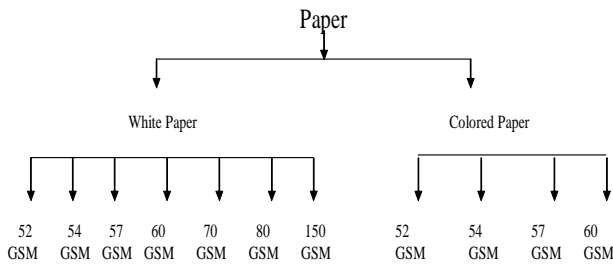 Paper
White Paper
Colored Paper
52 54 57 60 70 80 150
GSM GSM GSM GSM GSM GSM GSM
52 54 57 60
GSM GSM GSM GSM